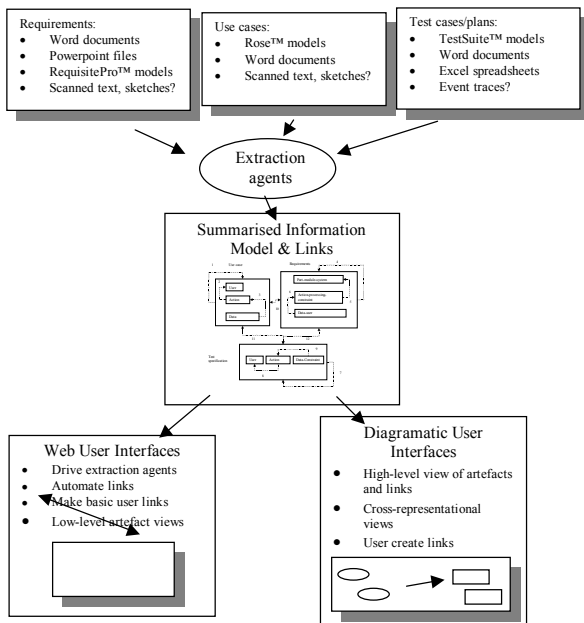 Requirements:
• Word documents
• Powerpoint files
• RequisitePro™ models
• Scanned text, sketches?
Use cases:
• Rose™ models
• Word documents
• Scanned text, sketches?
Test cases/plans:
• TestSuite™ models
• Word documents
• Excel spreadsheets
• Event traces?
Extraction
agents
Summarised Information
Model & Links
Use cases
Requirements
User
Action
Data
Test
specification
User
Action
Data-Constraint
Web User Interfaces
• Drive extraction agents
• Automate links
• Make basic user links
• Low-level artefact views
Diagramatic User
Interfaces
• High-level view of artefacts
and links
• Cross-representational
views
• User create links